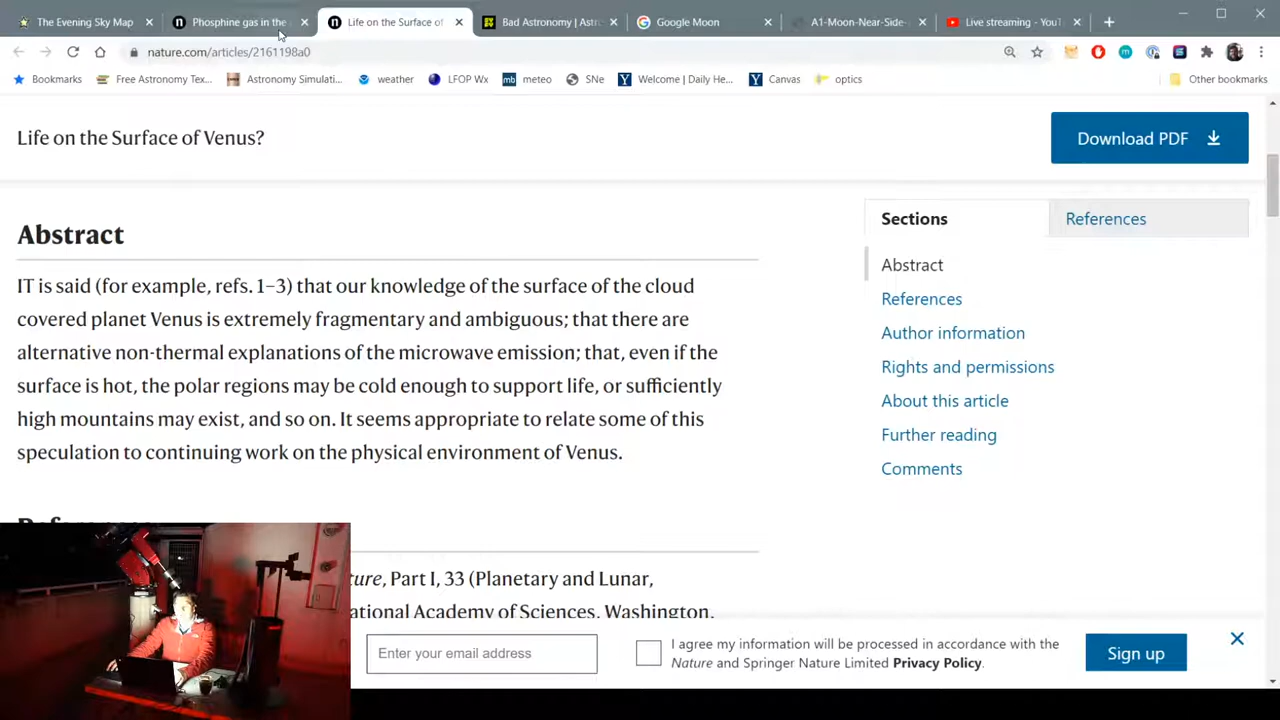 The Evening Sky Map
Phosphine gas in the
Life on the Surface of
Bad Astronomy | Astr
Google Moon
A1-Moon-Near-Side-
Live streaming - YouT
nature.com/articles/2161198a0
Bookmarks
Free Astronomy Tex...
Astronomy Simulati...
weather
LFOP Wx
mb meteo
SNe
Y Welcome | Daily He...
Y Canvas
optics
Other bookmarks
Life on the Surface of Venus?
Download PDF
Abstract
IT is said (for example, refs. 1–3) that our knowledge of the surface of the cloud
covered planet Venus is extremely fragmentary and ambiguous; that there are
alternative non-thermal explanations of the microwave emission; that, even if the
surface is hot, the polar regions may be cold enough to support life, or sufficiently
high mountains may exist, and so on. It seems appropriate to relate some of this
speculation to continuing work on the physical environment of Venus.
Sections
References
Abstract
References
Author information
Rights and permissions
About this article
Further reading
Comments
ture, Part I, 33 (Planetary and Lunar,
ational Academy of Sciences, Washington,
Enter your email address
I agree my information will be processed in accordance with the
Nature and Springer Nature Limited Privacy Policy.
Sign up